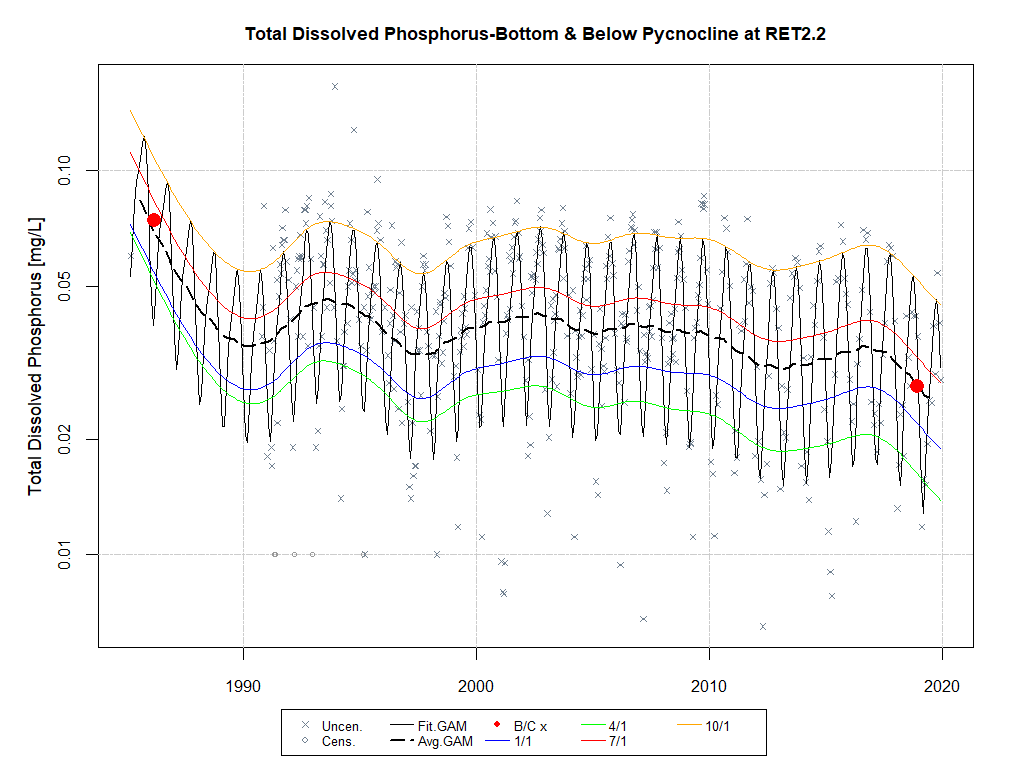 Total Dissolved Phosphorus-Bottom & Below Pycnocline at RET2.2
Total Dissolved Phosphorus [mg/L]
0.10
0.05
0.02
0.01
1990 2000 2010 2020
Uncen. Fit.GAM B/C x 4/1 10/1
Cens. Avg.GAM 1/1 7/1